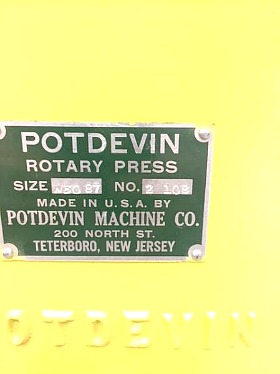 POTDEVIN
ROTARY PRESS
SIZE NO.
MADE IN U.S.A. BY
POTDEVIN MACHINE CO.
200 NORTH ST.
TETERBORO, NEW JERSEY
POTDEVIN